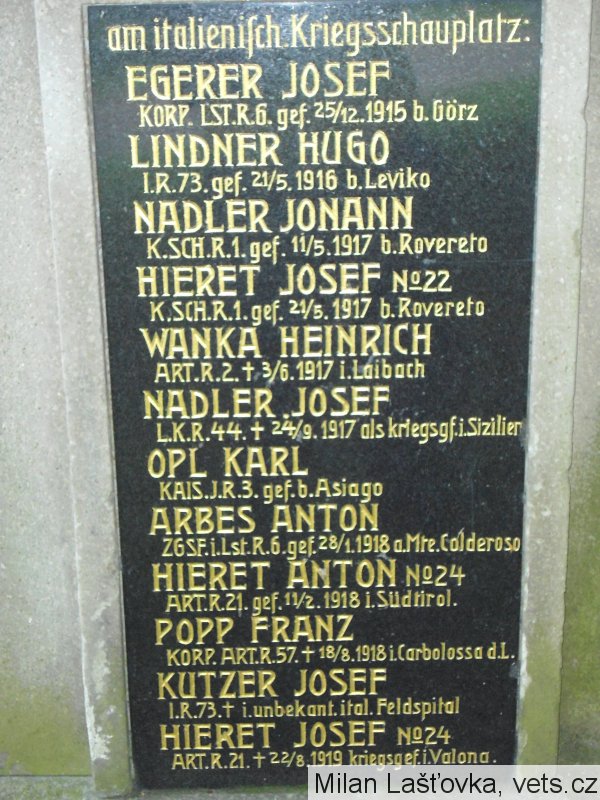 am italieniſch. Kriegsschauplatz:
EGERER JOSEF
KORP. LST.R.6. gef. 25/12.1915 b. Görz
LINDNER HUGO
I.R.73. gef. 21/5.1916 b.Leviko
NADLER JONANN
K.SCH.R.1. gef. 11/5.1917 b.Rovereto
HIERET JOSEF No22
K.SCH.R.1. gef. 21/5.1917 b.Rovereto
WANKA HEINRICH
ART.R.2. † 3/6.1917 i.Laibach
NADLER JOSEF
L.K.R.44. † 24/9.1917 als kriegsgf.i.Sizilien
OPL KARL
KAIS.J.R.3. gef.b.Asiago
ARBES ANTON
ZGSF.i.Lst.R.6.gef.28/1.1918 a.Mte.Calderoso
HIERET ANTON No24
ART.R.21. gef.11/2.1918 i.Südtirol.
POPP FRANZ
KORP. ART.R.57. † 18/8.1918 i.Carbolossa d.L.
KUTZER JOSEF
I.R.73.† i.unbekant.ital.Feldspital
HIERET JOSEF No24
ART.R.21. † 22/8.1919 kriegsgef.i.Valona.
Milan Lašťovka, vets.cz